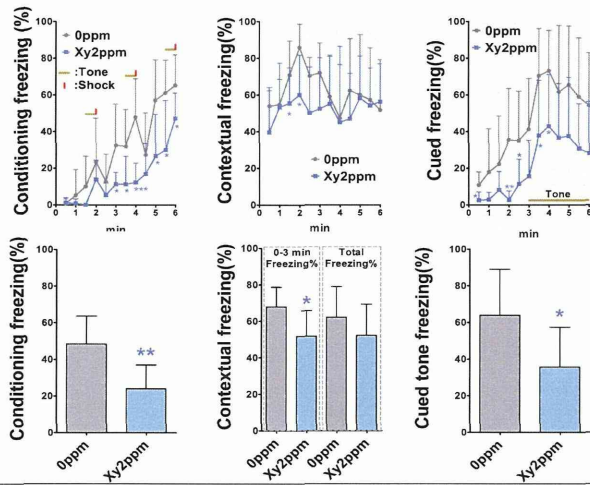 Conditioning freezing (%)
100
80
60
40
20
0
0ppm
Xy2ppm
:Tone
:Shock
* * *** * * *
0 1 2 3 4 5 6
min
Contextual freezing(%)
100
80
60
40
20
0
* *
0ppm
Xy2ppm
0 1 2 3 4 5 6
min
Cued freezing(%)
100
80
60
40
20
0
0ppm
Xy2ppm
* ** * * *
Tone
0 1 2 3 4 5 6
min
Conditioning freezing(%)
100
80
60
40
20
0
**
0ppm
Xy2ppm
Contextual freezing(%)
100
80
60
40
20
0
0-3 min
Freezing%
Total
Freezing%
*
0ppm
Xy2ppm
0ppm
Xy2ppm
Cued tone freezing(%)
100
80
60
40
20
0
*
0ppm
Xy2ppm